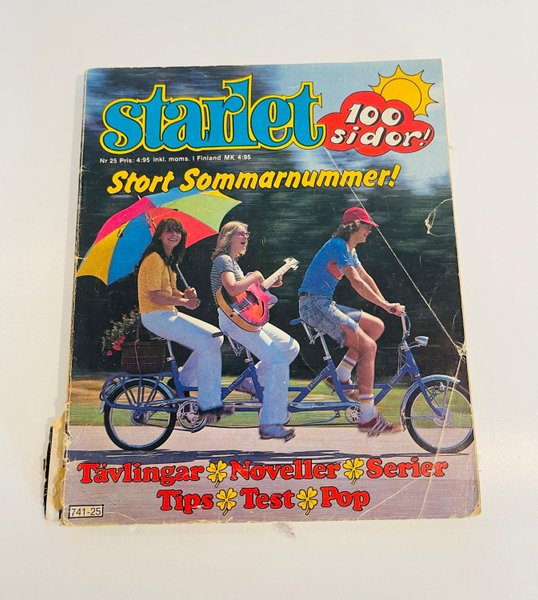 starlet
100
sidor!
Nr 25 Pris: 4:95 inkl. moms. I Finland MK 4:95
Stort Sommarnummer!
Tävlingar Noveller Serier
Tips Test Pop
741-25